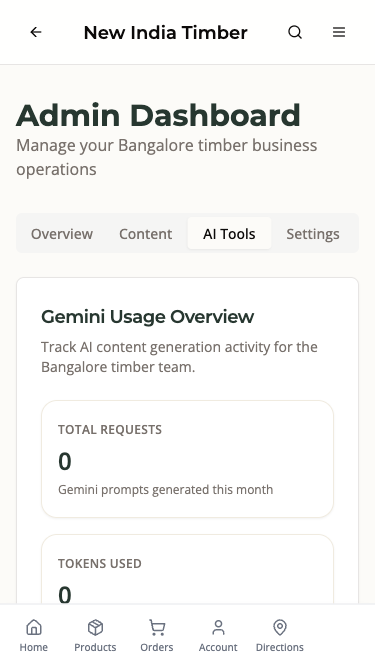 New India Timber
Admin Dashboard
Manage your Bangalore timber business
operations
Overview Content AI Tools Settings
Gemini Usage Overview
Track AI content generation activity for the
Bangalore timber team.
TOTAL REQUESTS
0
Gemini prompts generated this month
TOKENS USED
0
Home Products Orders Account Directions